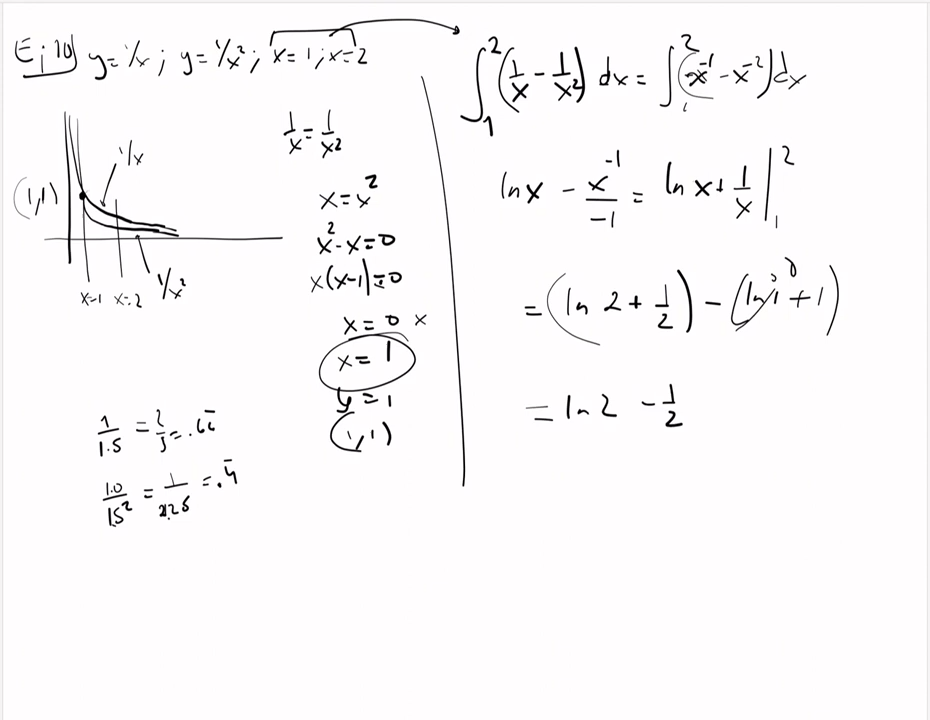 Ej 10) y=1/x ; y=1/x² ; x=1 ; x=2
1/x = 1/x²
x = x²
x² - x = 0
x(x-1) = 0
x = 0 x
x = 1
y = 1
(1,1)
(1,1)
1/x
1/x²
x=1 x=2
1/1.5 = 2/3 = .6
1.0/1.5² = 1/2.25 = .4̄
∫₁² (1/x - 1/x²) dx = ∫₁² (x⁻¹ - x⁻²) dx
ln x - x⁻¹/-1 = ln x + 1/x |₁²
= (ln 2 + 1/2) - (ln 1 + 1) 0
= ln 2 - 1/2